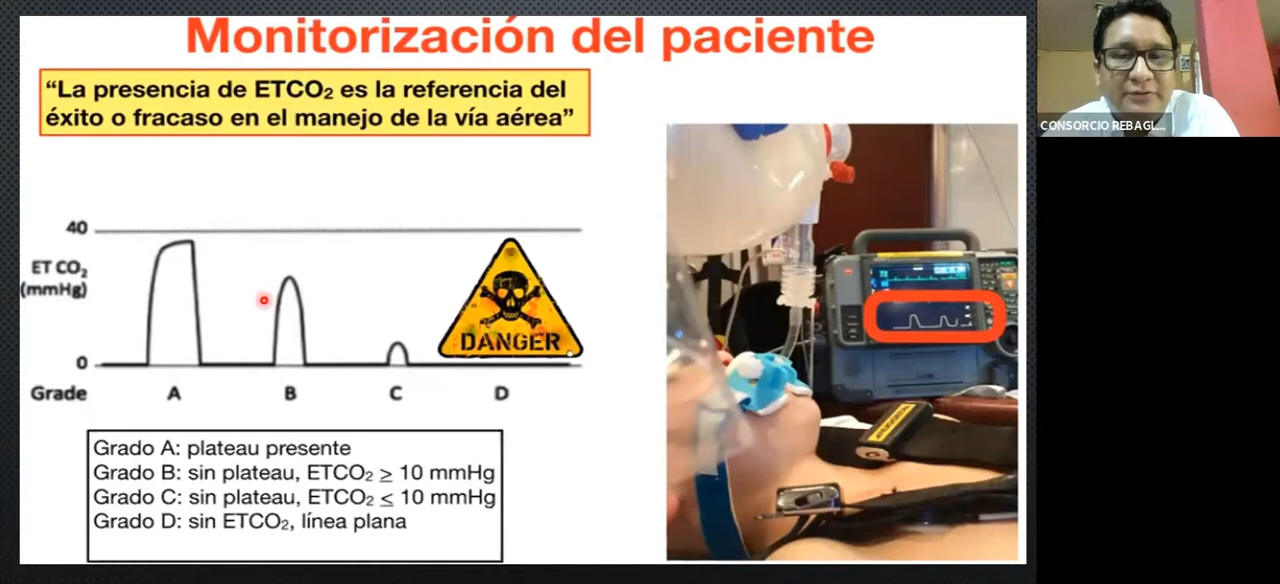 Monitorización del paciente
“La presencia de ETCO₂ es la referencia del
éxito o fracaso en el manejo de la vía aérea”
40
ET CO₂
(mmHg)
0
DANGER
Grade A B C D
Grado A: plateau presente
Grado B: sin plateau, ETCO₂ ≥ 10 mmHg
Grado C: sin plateau, ETCO₂ ≤ 10 mmHg
Grado D: sin ETCO₂, línea plana
CONSORCIO REBAGL...